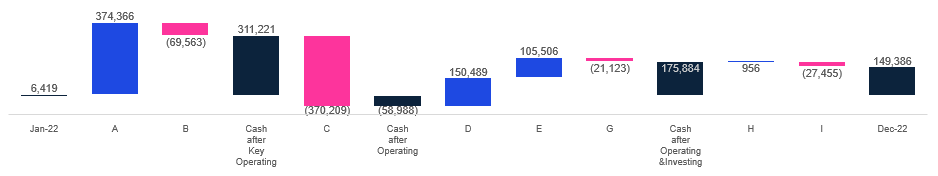 374,366
311,221
(69,563)
6,419
(370,209)
(58,988)
150,489
105,506
(21,123)
175,884
956
(27,455)
149,386
Jan-22
A
B
Cash
after
Key
Operating
C
Cash
after
Operating
D
E
G
Cash
after
Operating
&Investing
H
I
Dec-22